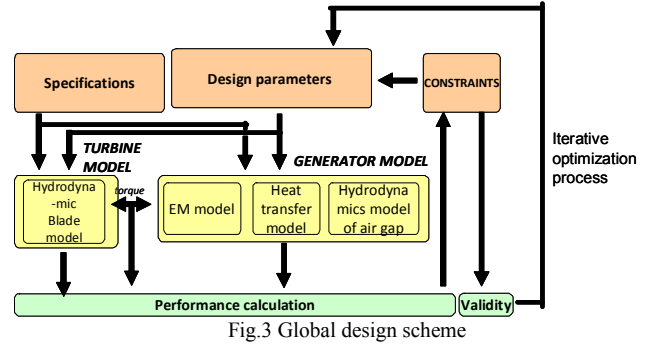 Specifications
Design parameters
CONSTRAINTS
TURBINE
MODEL
GENERATOR MODEL
Iterative
optimization
process
Hydrodyna
-mic
Blade
model
torque
EM model
Heat
transfer
model
Hydrodyna
mics model
of air gap
Performance calculation
Validity
Fig.3 Global design scheme